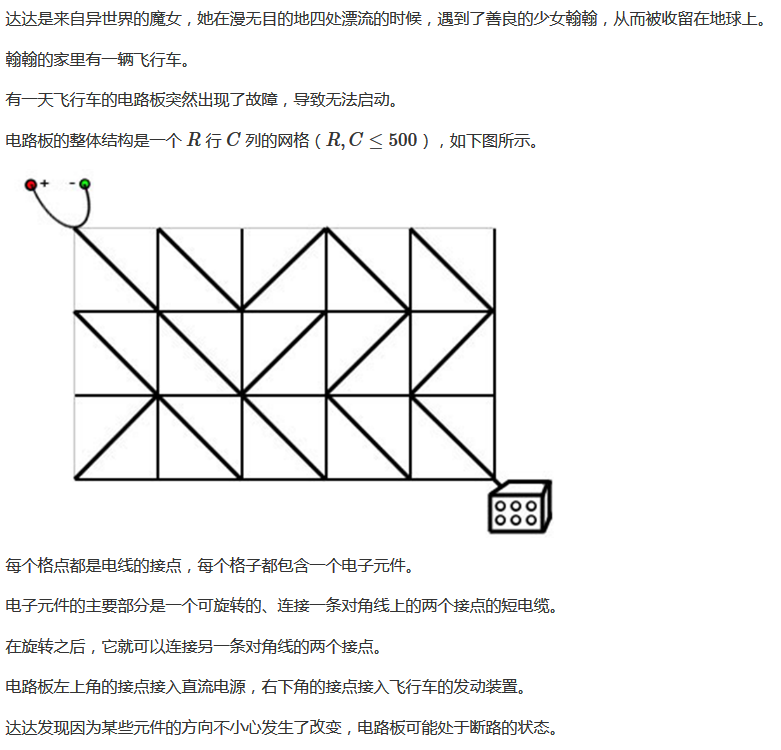 达达是来自异世界的魔女，她在漫无目的地四处漂流的时候，遇到了善良的少女翰翰，从而被收留在地球上。
翰翰的家里有一辆飞行车。
有一天飞行车的电路板突然出现了故障，导致无法启动。
电路板的整体结构是一个 R 行 C 列的网格（R, C ≤ 500），如下图所示。
+ -
每个格点都是电线的接点，每个格子都包含一个电子元件。
电子元件的主要部分是一个可旋转的、连接一条对角线上的两个接点的短电缆。
在旋转之后，它就可以连接另一条对角线的两个接点。
电路板左上角的接点接入直流电源，右下角的接点接入飞行车的发动装置。
达达发现因为某些元件的方向不小心发生了改变，电路板可能处于断路的状态。